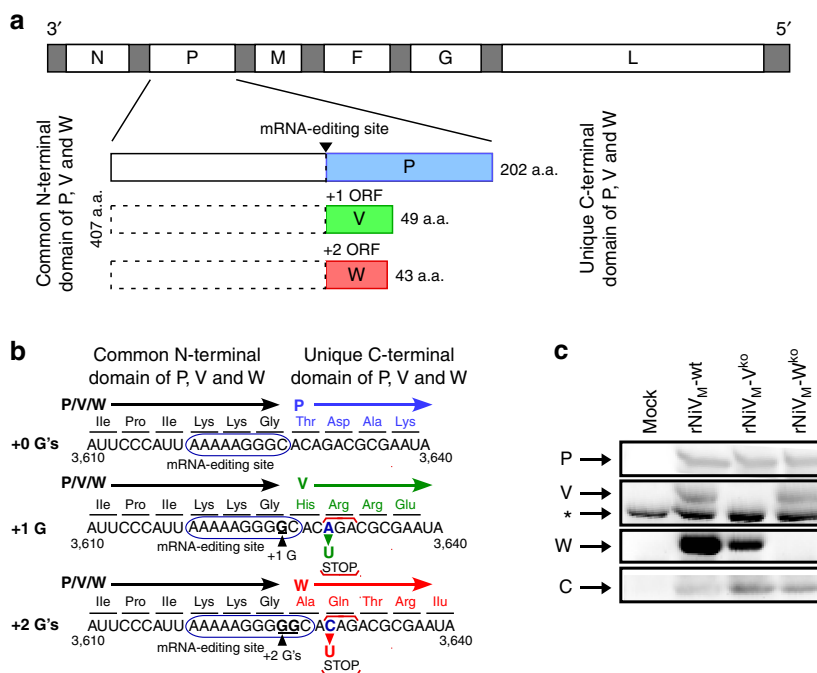 a
3′ 5′
N P M F G L
mRNA-editing site
P 202 a.a.
+1 ORF
V 49 a.a.
+2 ORF
W 43 a.a.
Common N-terminal
domain of P, V and W
407 a.a.
Unique C-terminal
domain of P, V and W
b
Common N-terminal
domain of P, V and W
Unique C-terminal
domain of P, V and W
P/V/W P
Ile Pro Ile Lys Lys Gly Thr Asp Ala Lys
+0 G's AUUCCCAUUAAAAAGGGCACAGACGCGAAUA
3,610 mRNA-editing site 3,640
P/V/W V
Ile Pro Ile Lys Lys Gly His Arg Arg Glu
+1 G AUUCCCAUUAAAAAGGGGCACAGACGCGAAUA
3,610 mRNA-editing site +1 G U 3,640
STOP
P/V/W W
Ile Pro Ile Lys Lys Gly Ala Gln Thr Arg Ilu
+2 G's AUUCCCAUUAAAAAGGGGGCACAGACGCGAAUA
3,610 mRNA-editing site +2 G's U 3,640
STOP
c
Mock rNiVM-wt rNiVM-Vko rNiVM-Wko
P
V
*
W
C